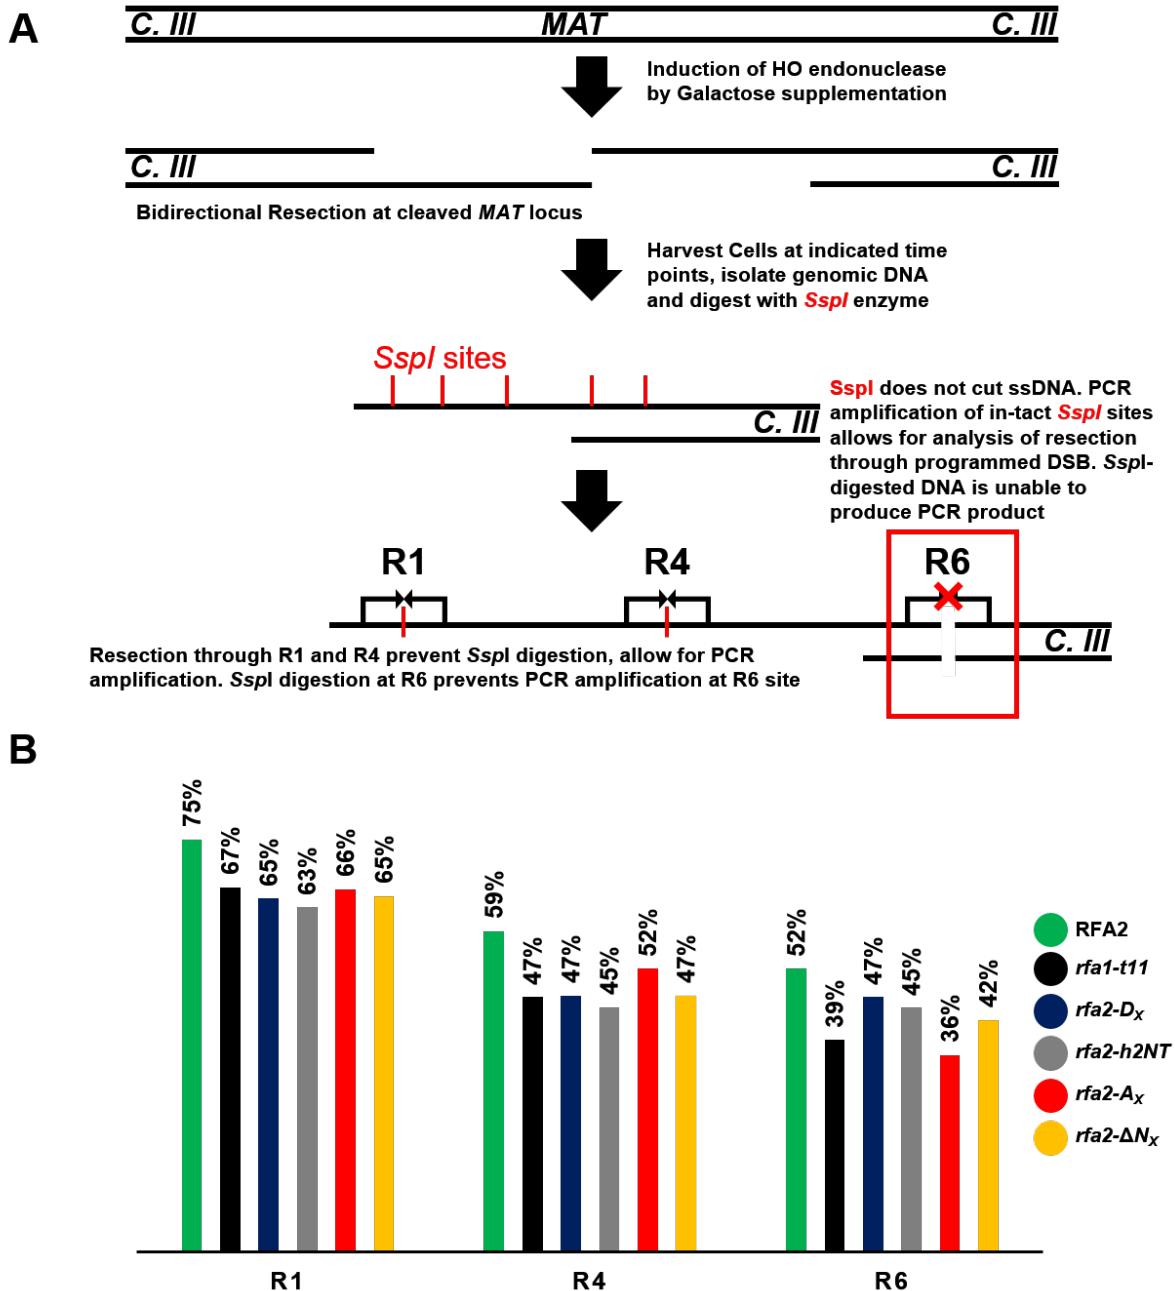 A
C. III MAT C. III
Induction of HO endonuclease
by Galactose supplementation
C. III C. III
Bidirectional Resection at cleaved MAT locus
Harvest Cells at indicated time
points, isolate genomic DNA
and digest with SspI enzyme
SspI sites
C. III
SspI does not cut ssDNA. PCR
amplification of in-tact SspI sites
allows for analysis of resection
through programmed DSB. SspI-
digested DNA is unable to
produce PCR product
R1 R4 R6
C. III
Resection through R1 and R4 prevent SspI digestion, allow for PCR
amplification. SspI digestion at R6 prevents PCR amplification at R6 site
B
75% 67% 65% 63% 66% 65%
59% 47% 47% 45% 52% 47%
52% 39% 47% 45% 36% 42%
RFA2
rfa1-t11
rfa2-Dx
rfa2-h2NT
rfa2-Ax
rfa2-ΔNx
R1 R4 R6